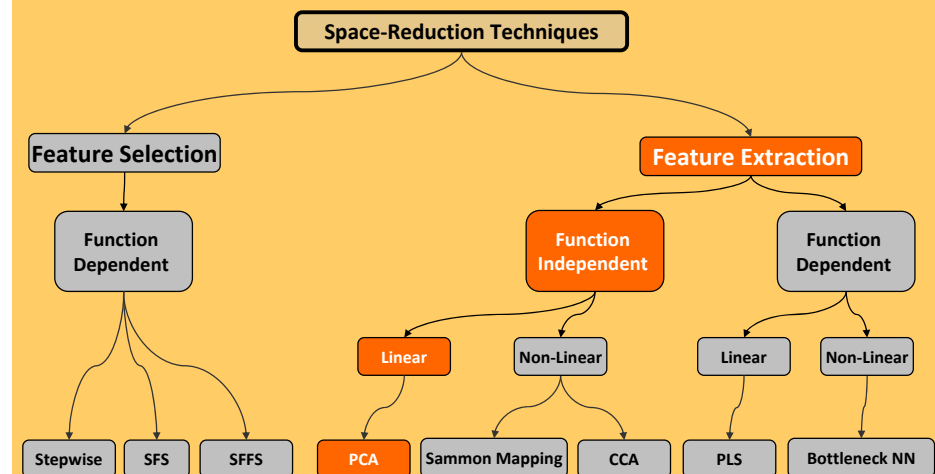 Space-Reduction Techniques
Feature Selection
Feature Extraction
Function
Dependent
Function
Independent
Function
Dependent
Linear
Non-Linear
Linear
Non-Linear
Stepwise
SFS
SFFS
PCA
Sammon Mapping
CCA
PLS
Bottleneck NN